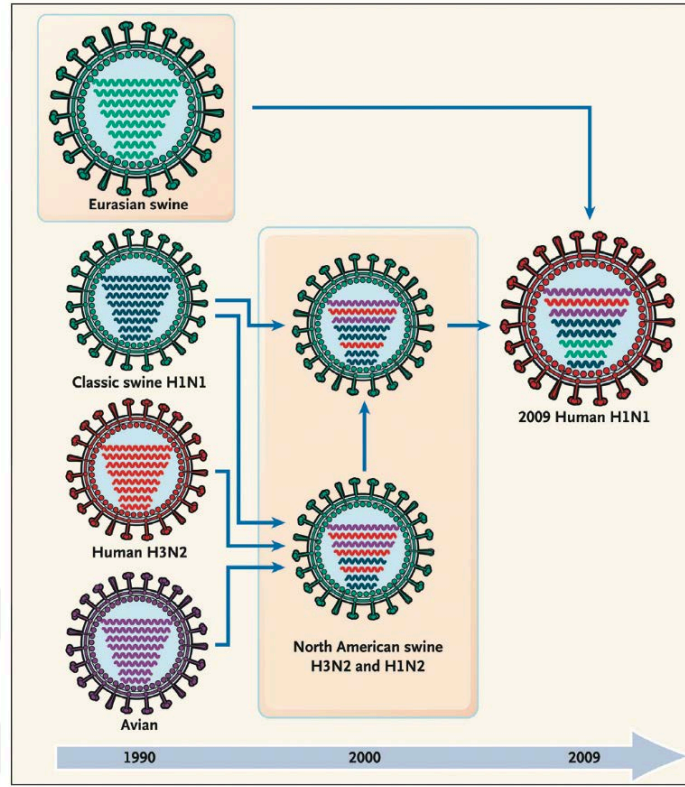 Eurasian swine
Classic swine H1N1
2009 Human H1N1
Human H3N2
North American swine
H3N2 and H1N2
Avian
1990
2000
2009